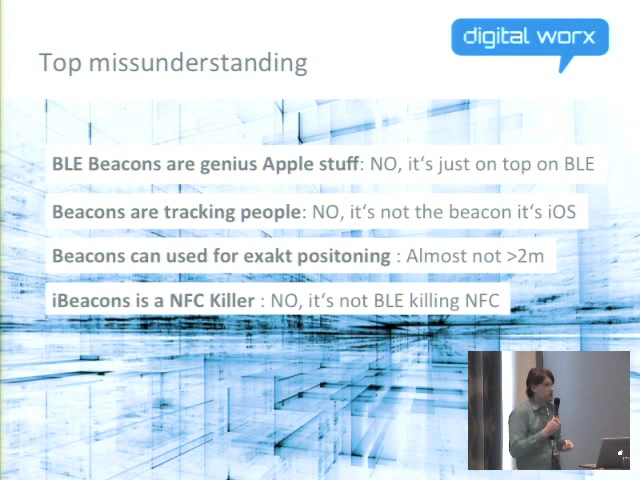 digital worx
Top missunderstanding
BLE Beacons are genius Apple stuff: NO, it's just on top on BLE
Beacons are tracking people: NO, it's not the beacon it's iOS
Beacons can used for exakt positoning : Almost not >2m
iBeacons is a NFC Killer : NO, it's not BLE killing NFC